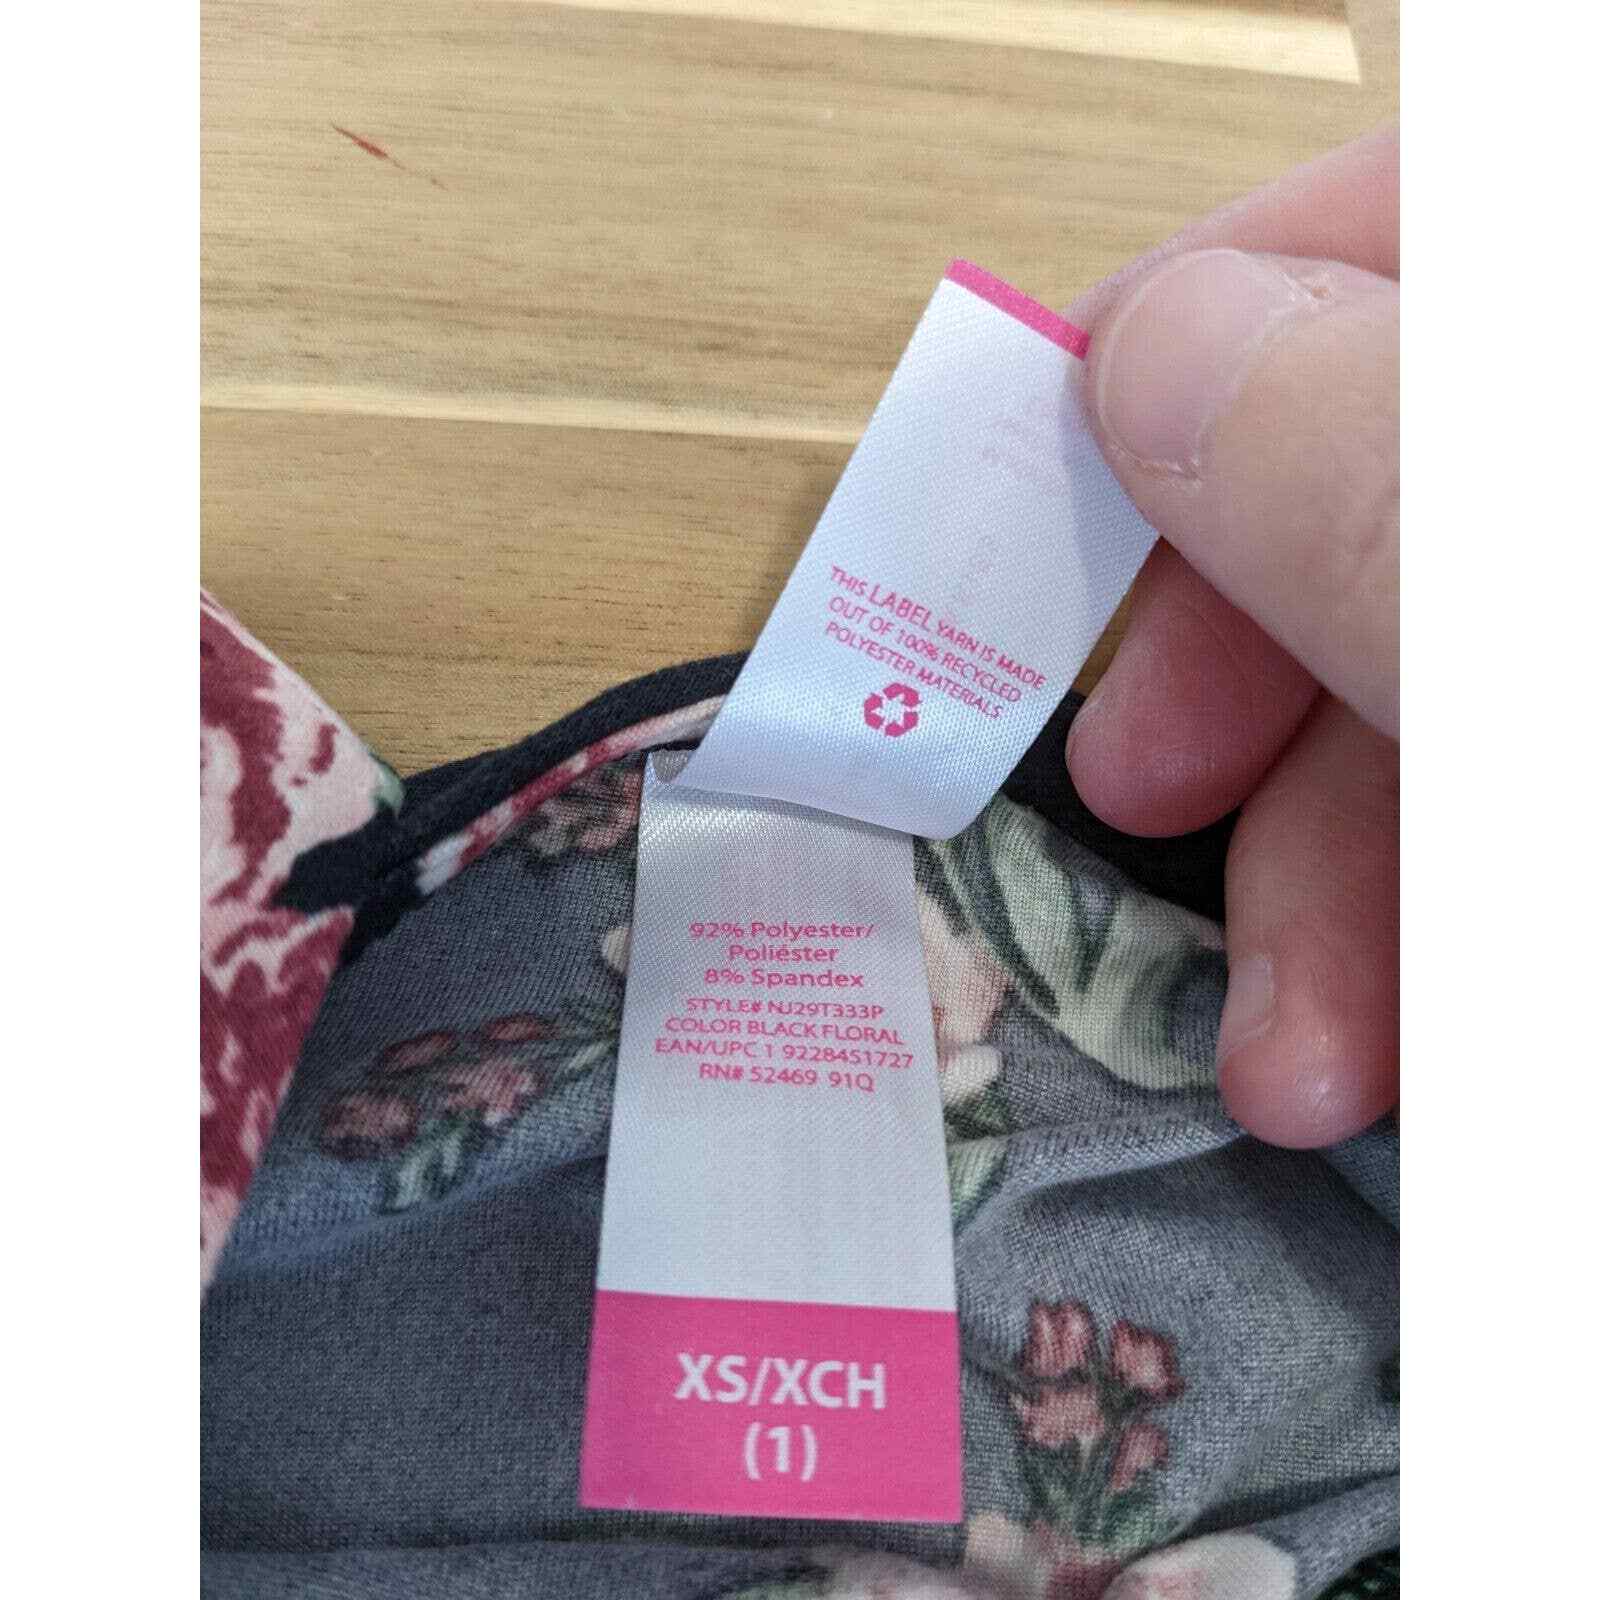 THIS LABEL YARN IS MADE
OUT OF 100% RECYCLED
POLYESTER MATERIALS
92% Polyester/
Poliéster
8% Spandex
STYLE# NJ29T333P
COLOR BLACK FLORAL
EAN/UPC 1 9228451727
RN# 52469 91Q
XS/XCH
(1)